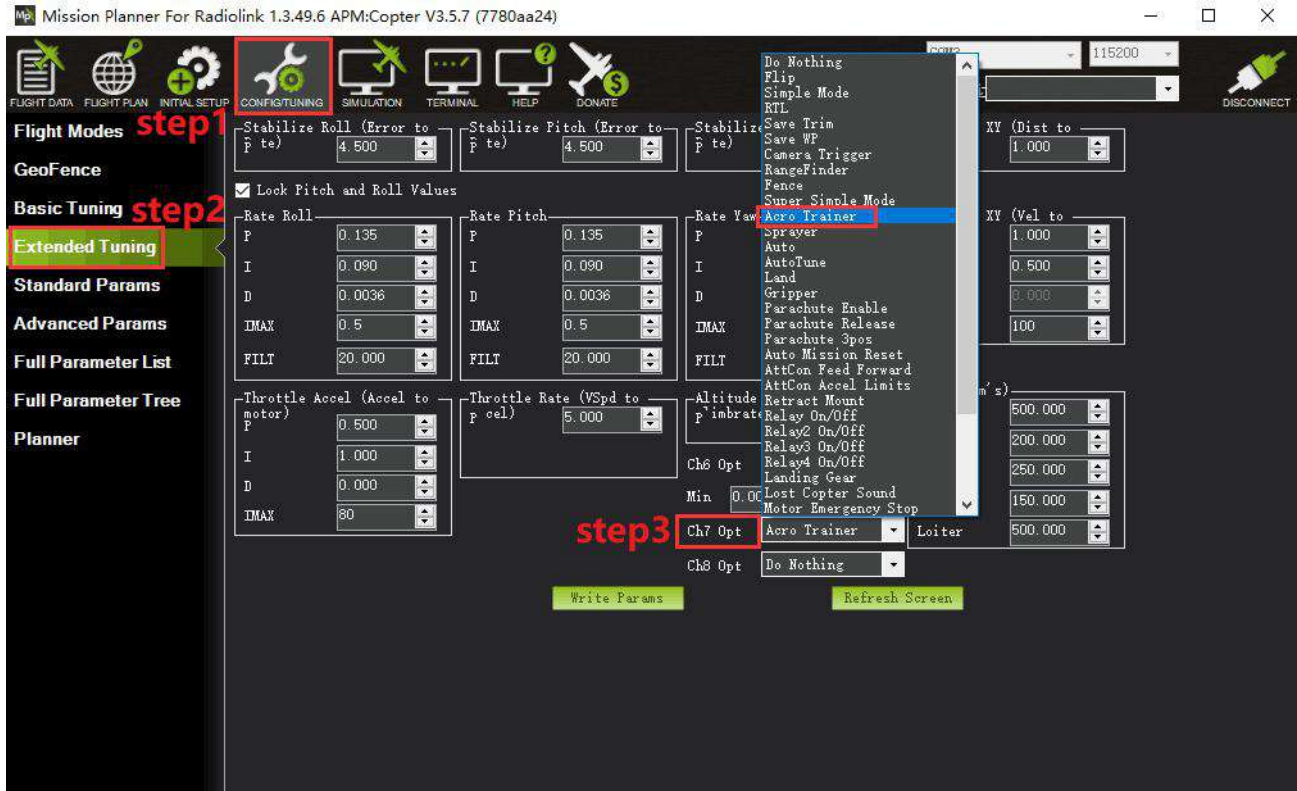 Mission Planner For Radiolink 1.3.49.6 APM:Copter V3.5.7 (7780aa24)
FLIGHT DATA FLIGHT PLAN INITIAL SETUP CONFIG/TUNING SIMULATION TERMINAL HELP DONATE
115200
DISCONNECT
step1
Flight Modes
GeoFence
Basic Tuning
step2
Extended Tuning
Standard Params
Advanced Params
Full Parameter List
Full Parameter Tree
Planner
Stabilize Roll (Error to
p te) 4.500
Stabilize Pitch (Error to
p te) 4.500
Stabilize
p te)
XY (Dist to
1.000
Lock Pitch and Roll Values
Rate Roll
P 0.135
I 0.090
D 0.0036
IMAX 0.5
FILT 20.000
Rate Pitch
P 0.135
I 0.090
D 0.0036
IMAX 0.5
FILT 20.000
Rate Yaw
P
I
D
IMAX
FILT
XY (Vel to
1.000
0.500
0.000
100
Throttle Accel (Accel to
motor)
P 0.500
I 1.000
D 0.000
IMAX 80
Throttle Rate (VSpd to
p cel) 5.000
Altitude
p imbrate
m's)
500.000
200.000
250.000
150.000
Loiter 500.000
Ch6 Opt
Min 0.00
step3
Ch7 Opt Acro Trainer
Ch8 Opt Do Nothing
Do Nothing
Flip
Simple Mode
RTL
Save Trim
Save WP
Camera Trigger
RangeFinder
Fence
Super Simple Mode
Acro Trainer
Sprayer
Auto
AutoTune
Land
Gripper
Parachute Enable
Parachute Release
Parachute 3pos
Auto Mission Reset
AttCon Feed Forward
AttCon Accel Limits
Retract Mount
Relay On/Off
Relay2 On/Off
Relay3 On/Off
Relay4 On/Off
Landing Gear
Lost Copter Sound
Motor Emergency Stop
Write Params
Refresh Screen